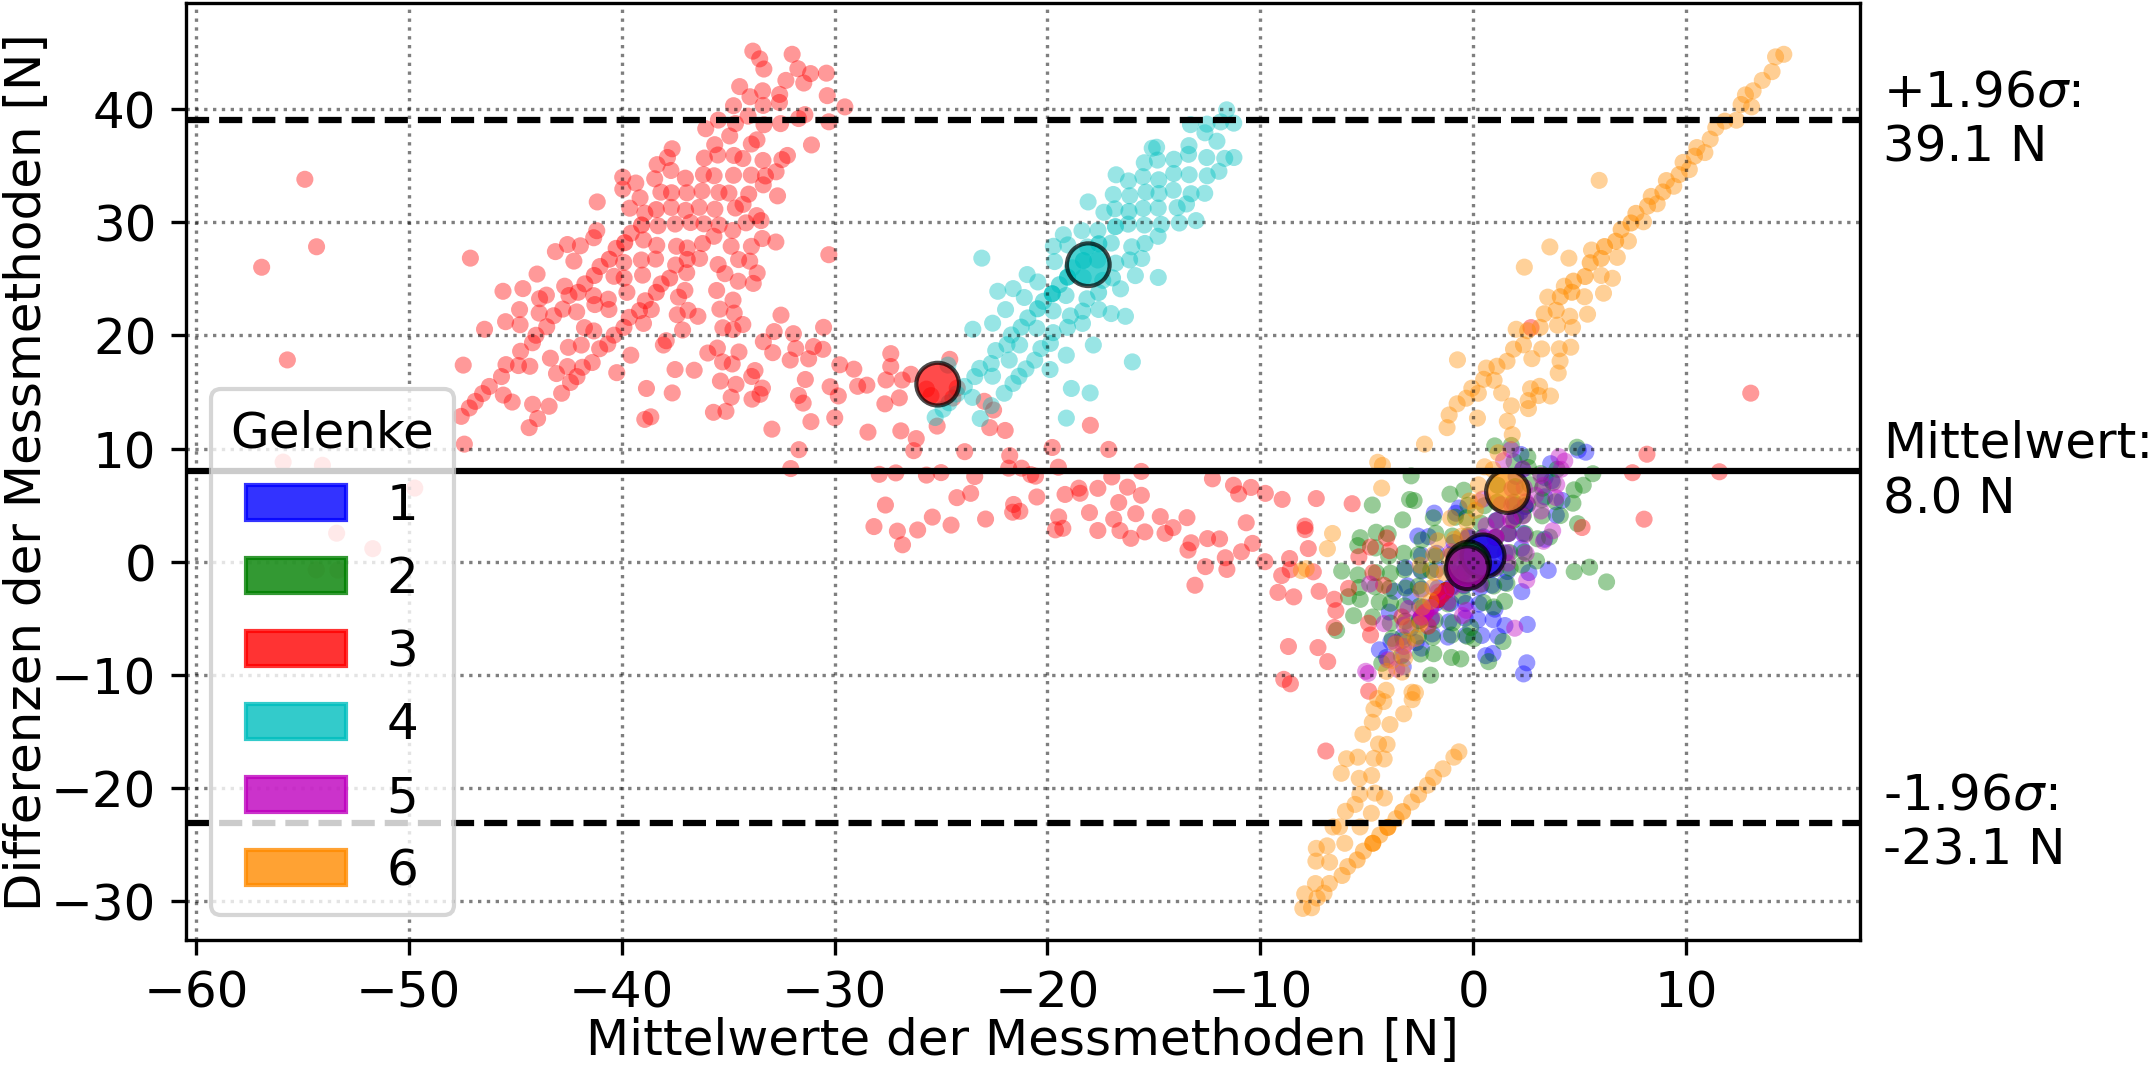 Differenzen der Messmethoden [N]
40
30
20
10
0
−10
−20
−30
Gelenke
1
2
3
4
5
6
+1.96σ:
39.1 N
Mittelwert:
8.0 N
-1.96σ:
-23.1 N
−60 −50 −40 −30 −20 −10 0 10
Mittelwerte der Messmethoden [N]